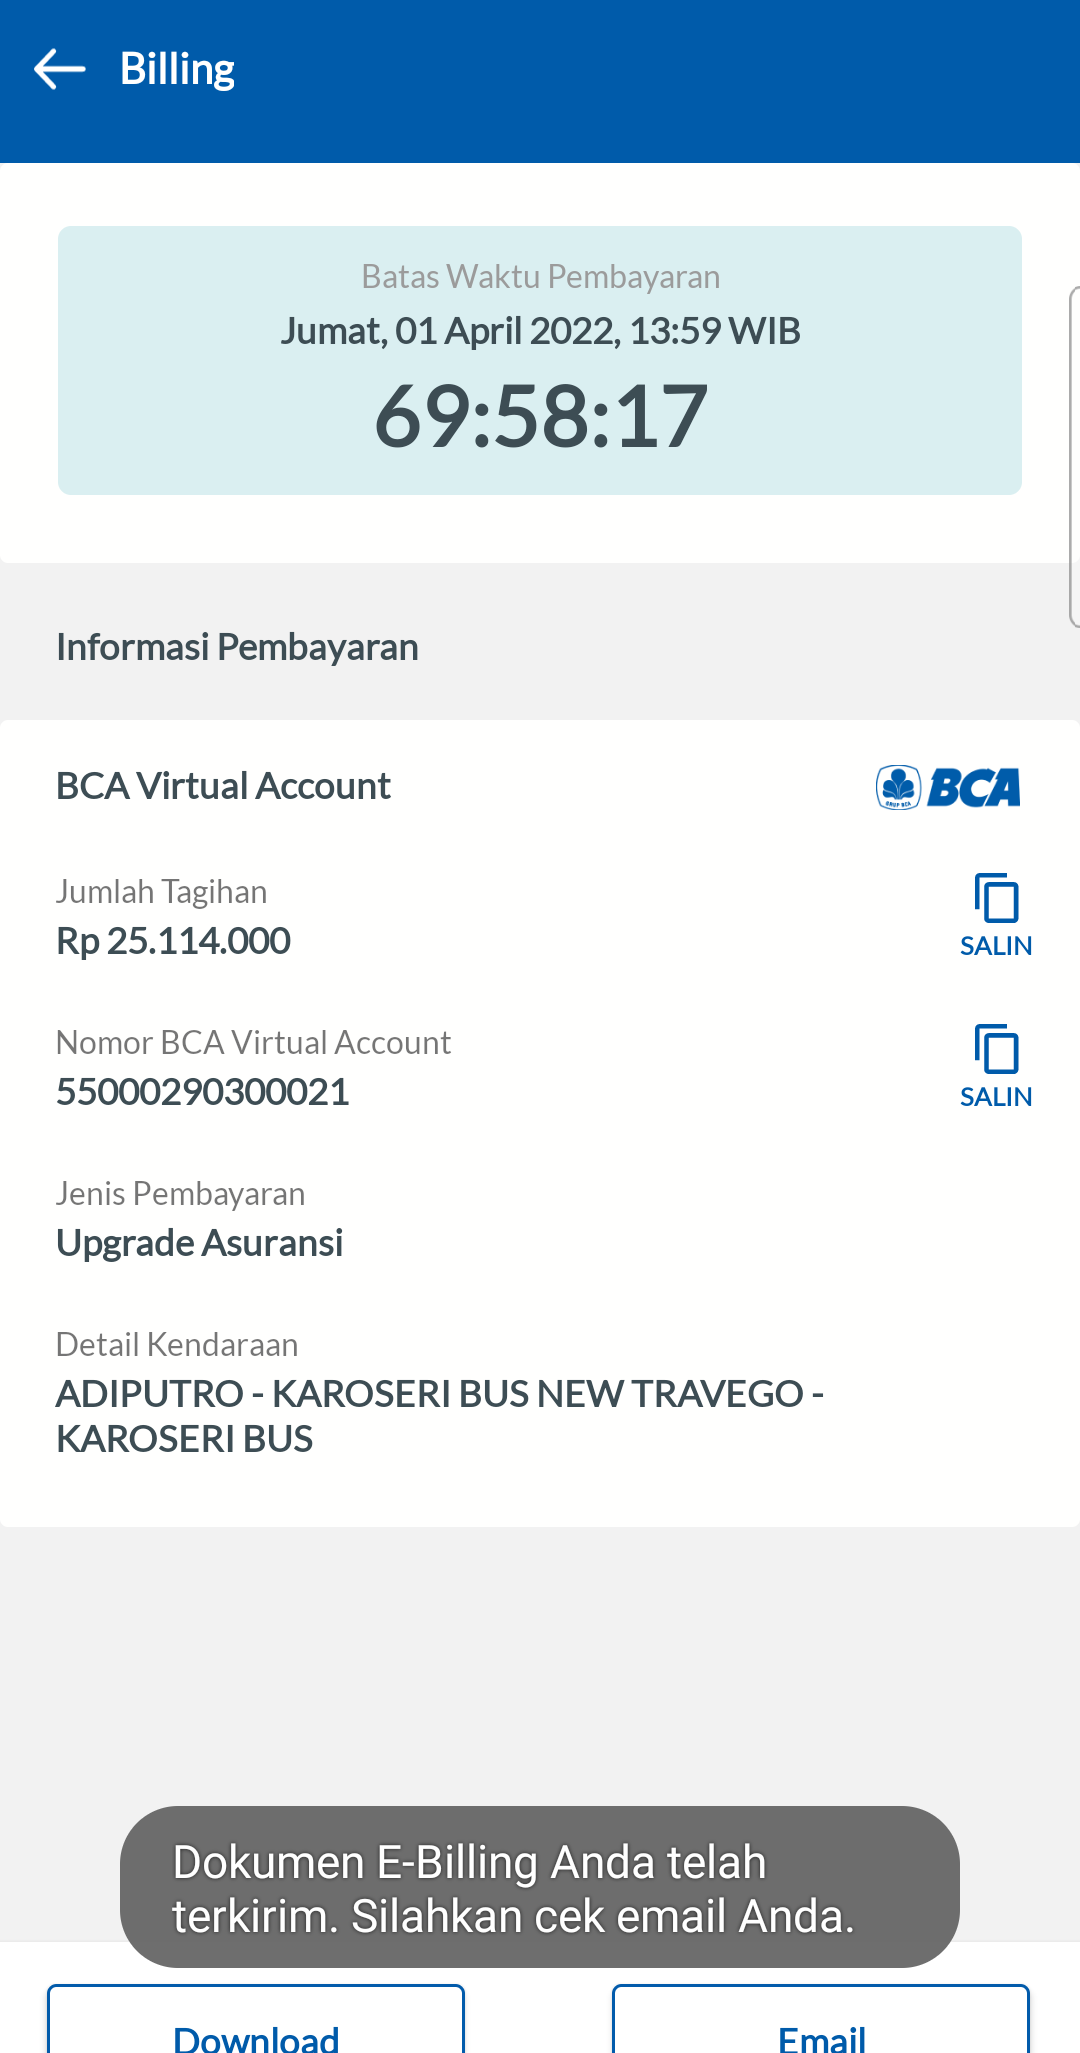 Billing
Batas Waktu Pembayaran
Jumat, 01 April 2022, 13:59 WIB
69:58:17
Informasi Pembayaran
BCA Virtual Account
GRUP BCA
BCA
Jumlah Tagihan
Rp 25.114.000
SALIN
Nomor BCA Virtual Account
55000290300021
SALIN
Jenis Pembayaran
Upgrade Asuransi
Detail Kendaraan
ADIPUTRO - KAROSERI BUS NEW TRAVEGO -
KAROSERI BUS
Dokumen E-Billing Anda telah
terkirim. Silahkan cek email Anda.
Download
Email